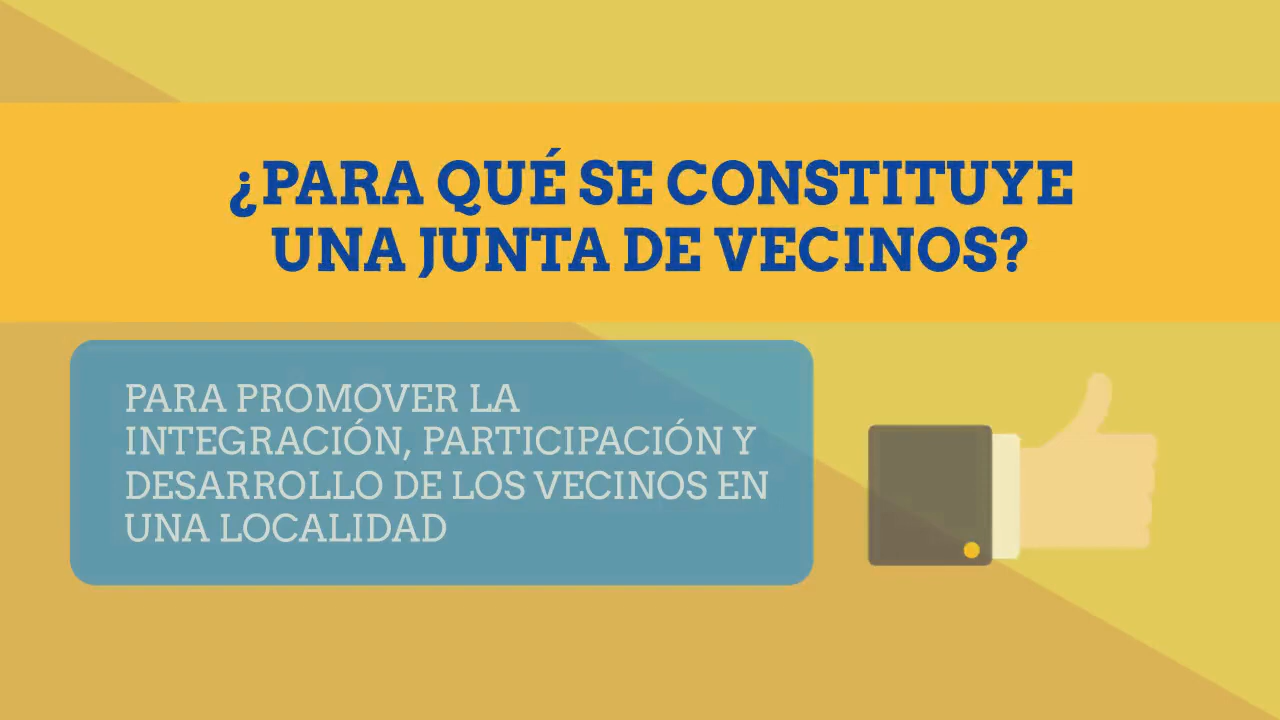 ¿PARA QUÉ SE CONSTITUYE
UNA JUNTA DE VECINOS?
PARA PROMOVER LA
INTEGRACIÓN, PARTICIPACIÓN Y
DESARROLLO DE LOS VECINOS EN
UNA LOCALIDAD